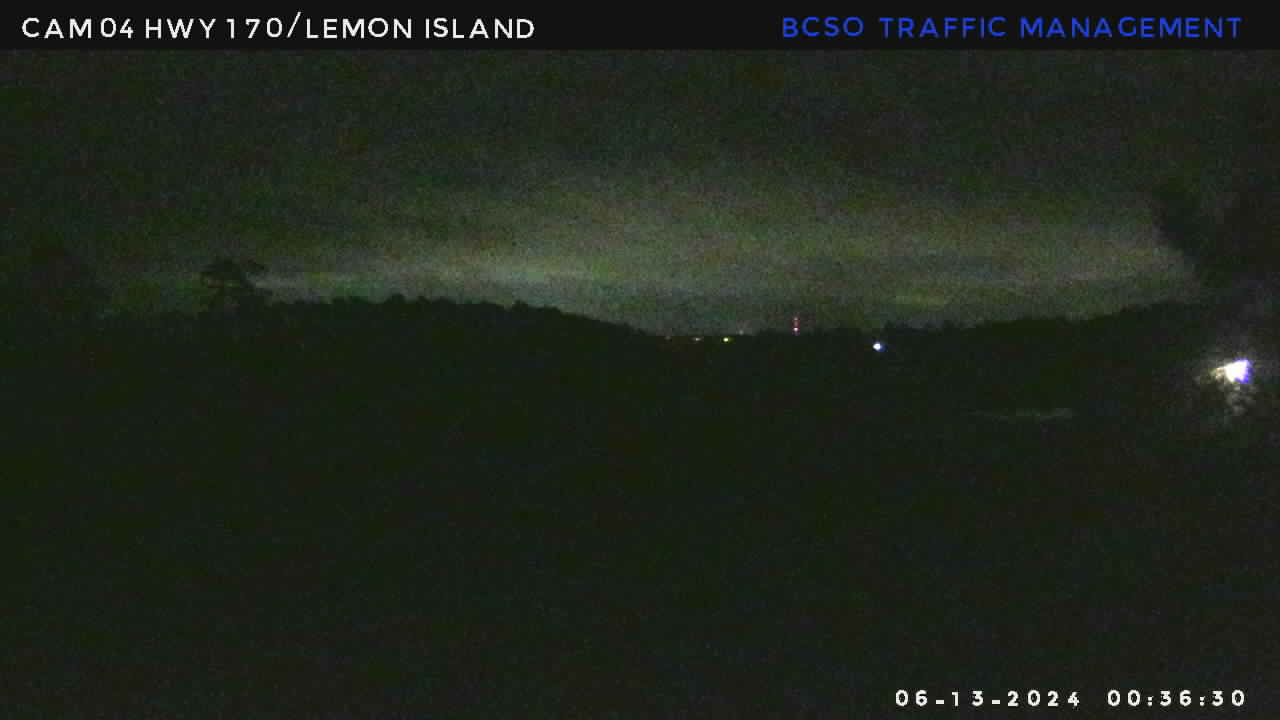 CAM 04 HWY 170/LEMON ISLAND
BCSO TRAFFIC MANAGEMENT
06-13-2024 00:36:30